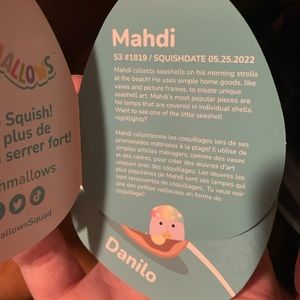 MALLOWS
Squish!
plus de
serrer fort!
hmallows
allowsSquad
Mahdi
S3 #1819 / SQUISHDATE 05.25.2022
Mahdi collects seashells on his morning strolls
at the beach! He uses simple home goods, like
vases and picture frames, to create unique
seashell art. Mahdi's most popular pieces are
his lamps that are covered in individual shells.
Want to see one of the little seashell
nightlights?
Mahdi collectionne les coquillages lors de ses
promenades matinales à la plage! Il utilise de
simples articles ménagers, comme des vases
et des cadres, pour créer des œuvres d'art
uniques avec des coquillages. Les œuvres les
plus populaires de Mahdi sont ses lampes qui
sont recouvertes de coquillages. Tu veux voir
une des petites veilleuses en forme de
coquillage?
Danilo